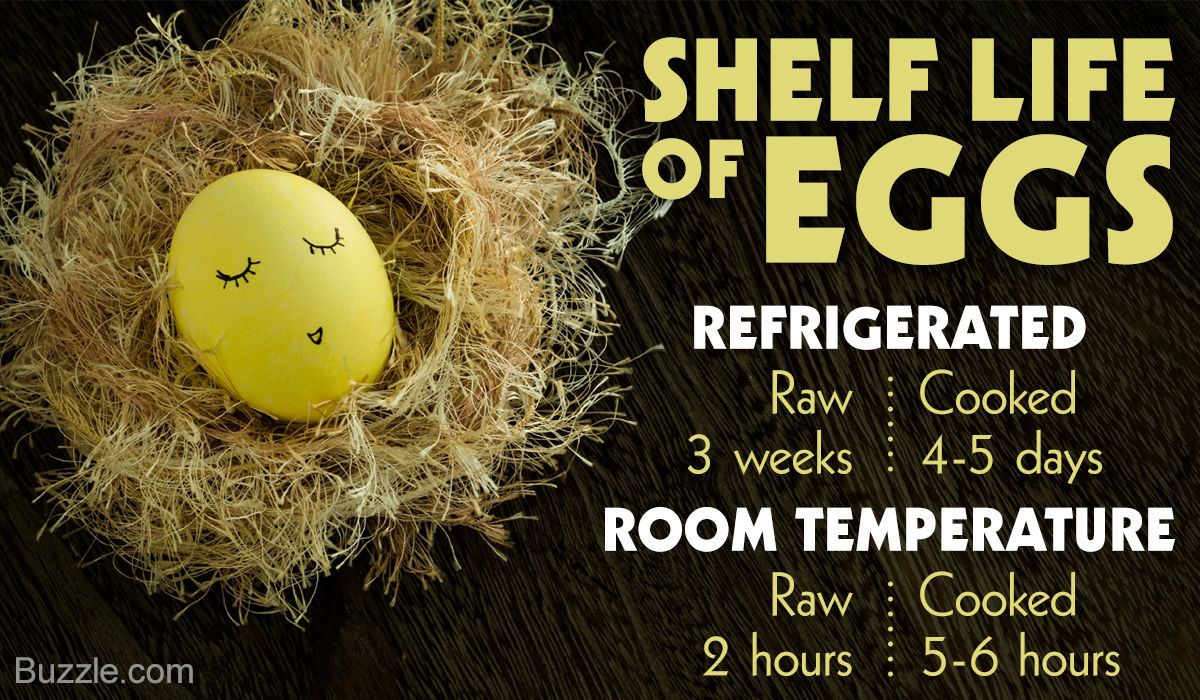 SHELF LIFE
OF EGGS
REFRIGERATED
Raw Cooked
3 weeks 4-5 days
ROOM TEMPERATURE
Raw Cooked
2 hours 5-6 hours
Buzzle.com